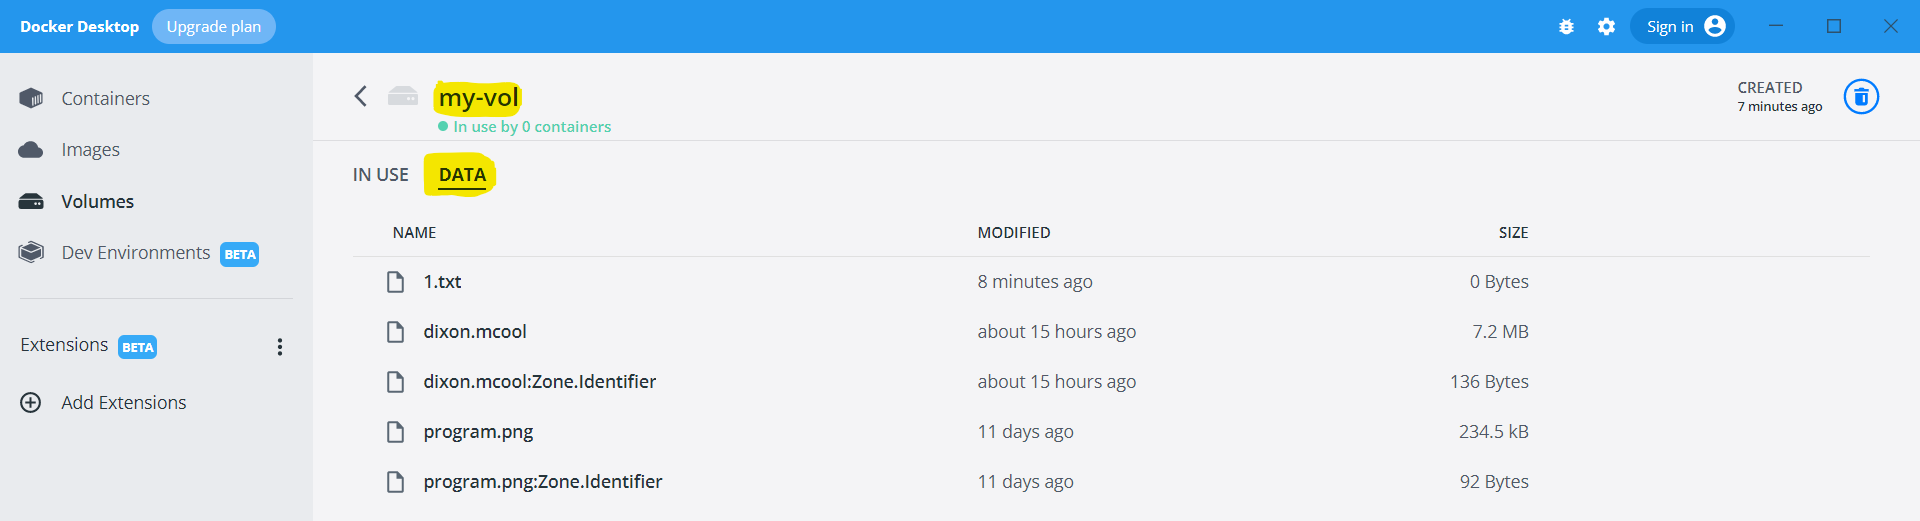 Docker Desktop Upgrade plan Sign in
Containers
Images
Volumes
Dev Environments BETA
Extensions BETA
Add Extensions
my-vol
In use by 0 containers
CREATED
7 minutes ago
IN USE DATA
NAME MODIFIED SIZE
1.txt 8 minutes ago 0 Bytes
dixon.mcool about 15 hours ago 7.2 MB
dixon.mcool:Zone.Identifier about 15 hours ago 136 Bytes
program.png 11 days ago 234.5 kB
program.png:Zone.Identifier 11 days ago 92 Bytes